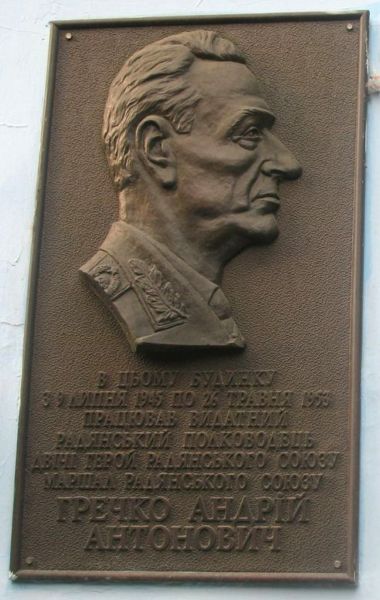 В ЦЬОМУ БУДИНКУ
З 9 ЛИПНЯ 1945 ПО 26 ТРАВНЯ 1953
ПРАЦЮВАВ ВИДАТНИЙ
РАДЯНСЬКИЙ ПОЛКОВОДЕЦЬ
ДВІЧІ ГЕРОЙ РАДЯНСЬКОГО СОЮЗУ
МАРШАЛ РАДЯНСЬКОГО СОЮЗУ
ГРЕЧКО АНДРІЙ
АНТОНОВИЧ